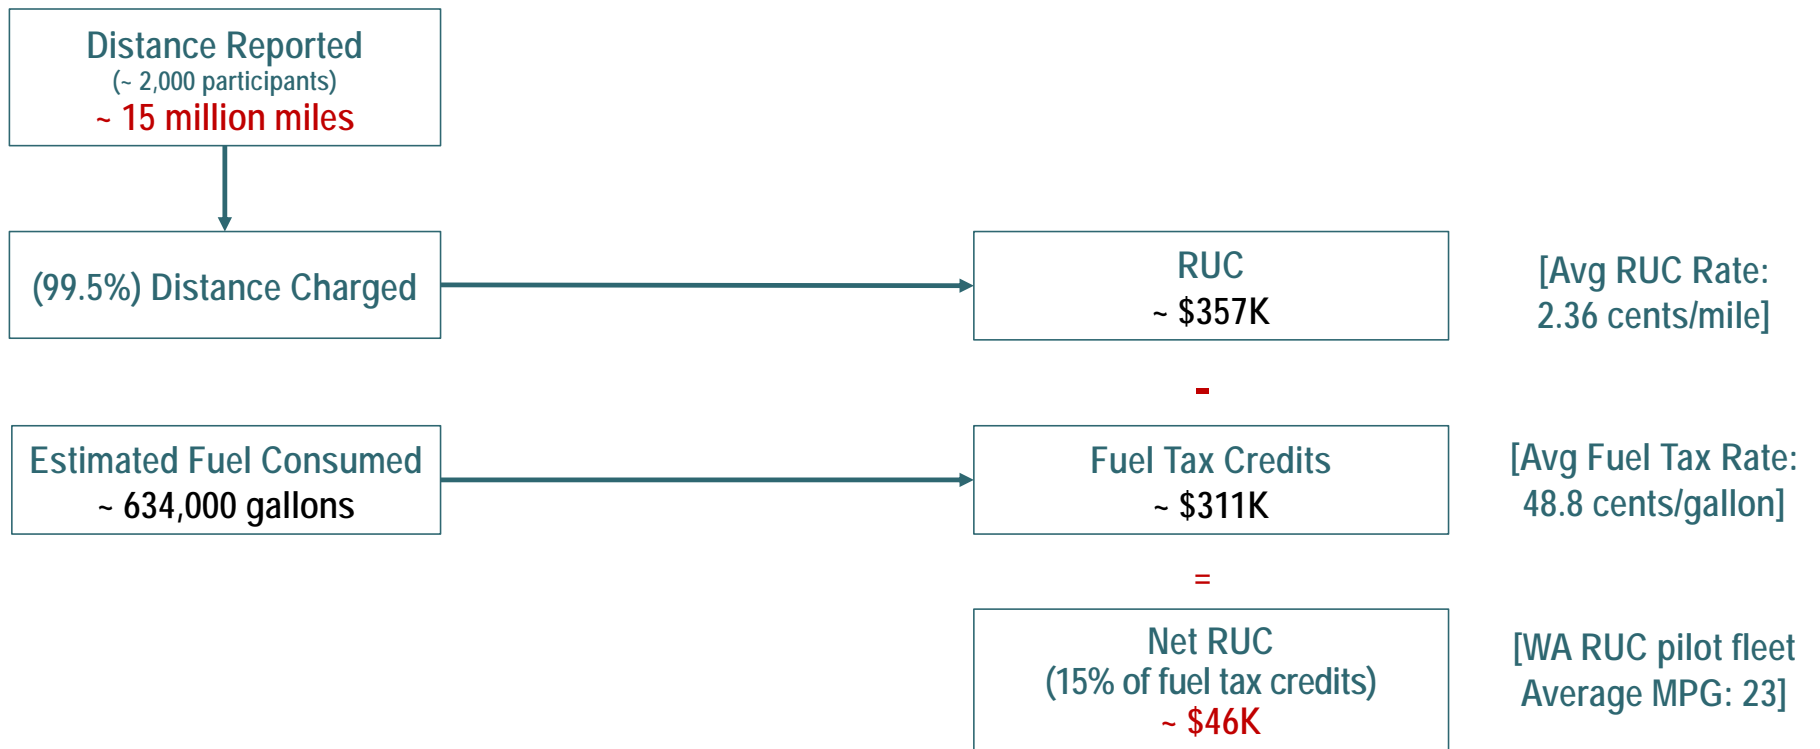 Distance Reported
(~ 2,000 participants)
~ 15 million miles
(99.5%) Distance Charged
RUC
~ $357K
[Avg RUC Rate:
2.36 cents/mile]
-
Estimated Fuel Consumed
~ 634,000 gallons
Fuel Tax Credits
~ $311K
[Avg Fuel Tax Rate:
48.8 cents/gallon]
=
Net RUC
(15% of fuel tax credits)
~ $46K
[WA RUC pilot fleet
Average MPG: 23]